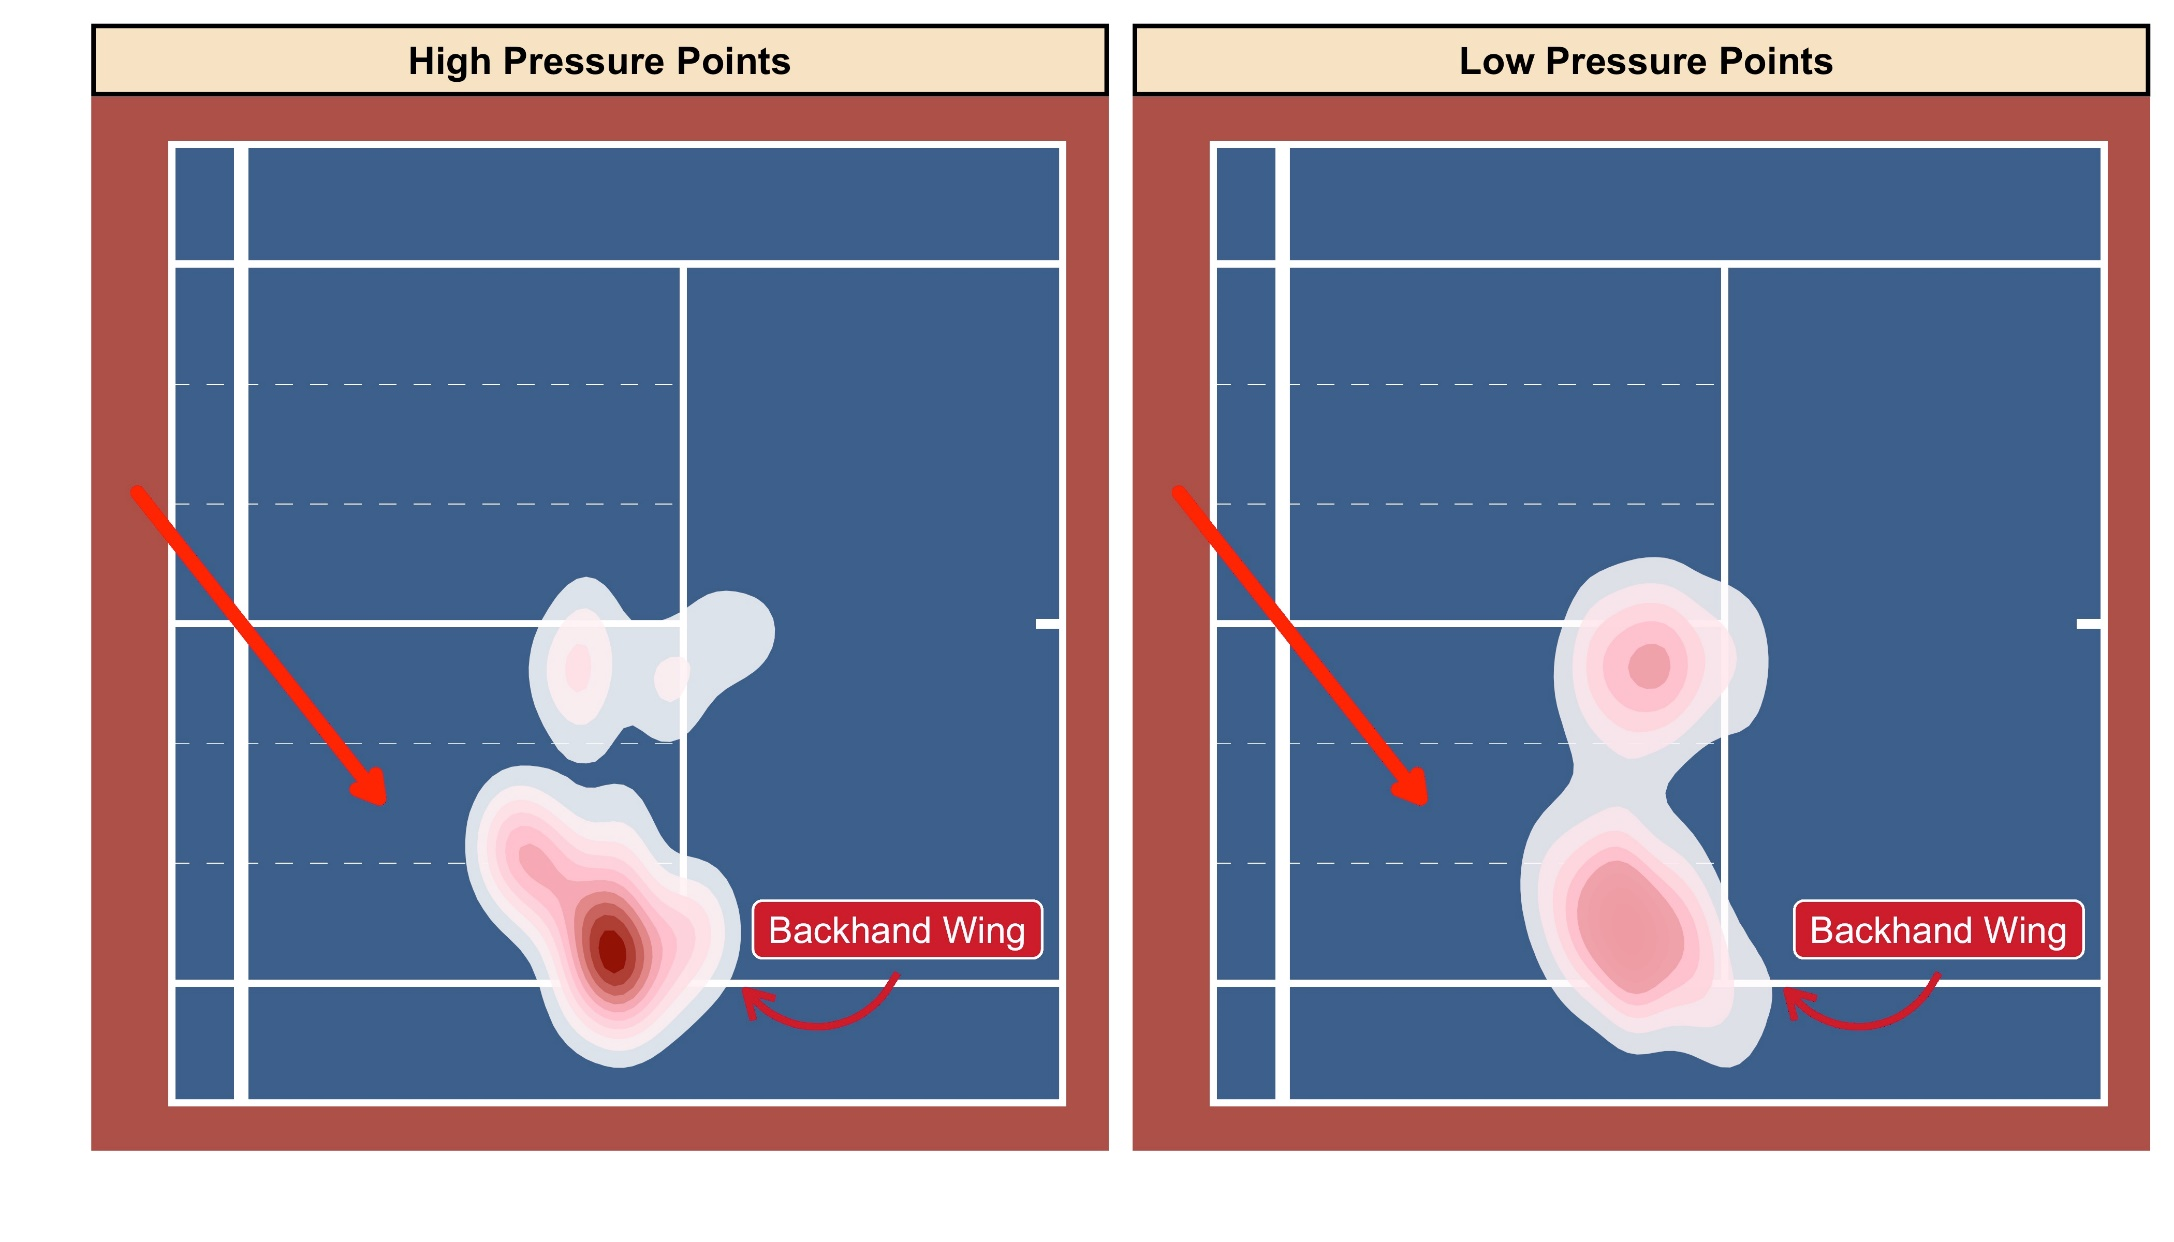 High Pressure Points
Low Pressure Points
Backhand Wing
Backhand Wing